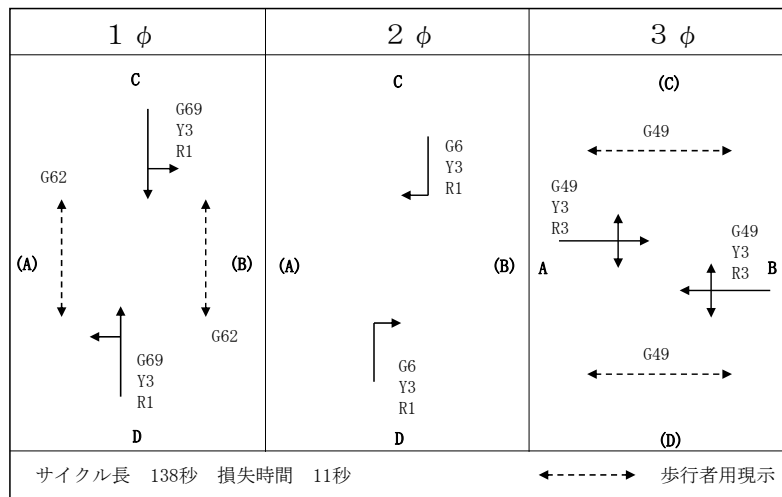 1 φ
2 φ
3 φ
C
G69
Y3
R1
G62
(A)
(B)
G62
G69
Y3
R1
D
C
G6
Y3
R1
(A)
(B)
G6
Y3
R1
D
(C)
G49
G49
Y3
R3
A
G49
Y3
R3
B
G49
(D)
サイクル長 138秒 損失時間 11秒
歩行者用現示